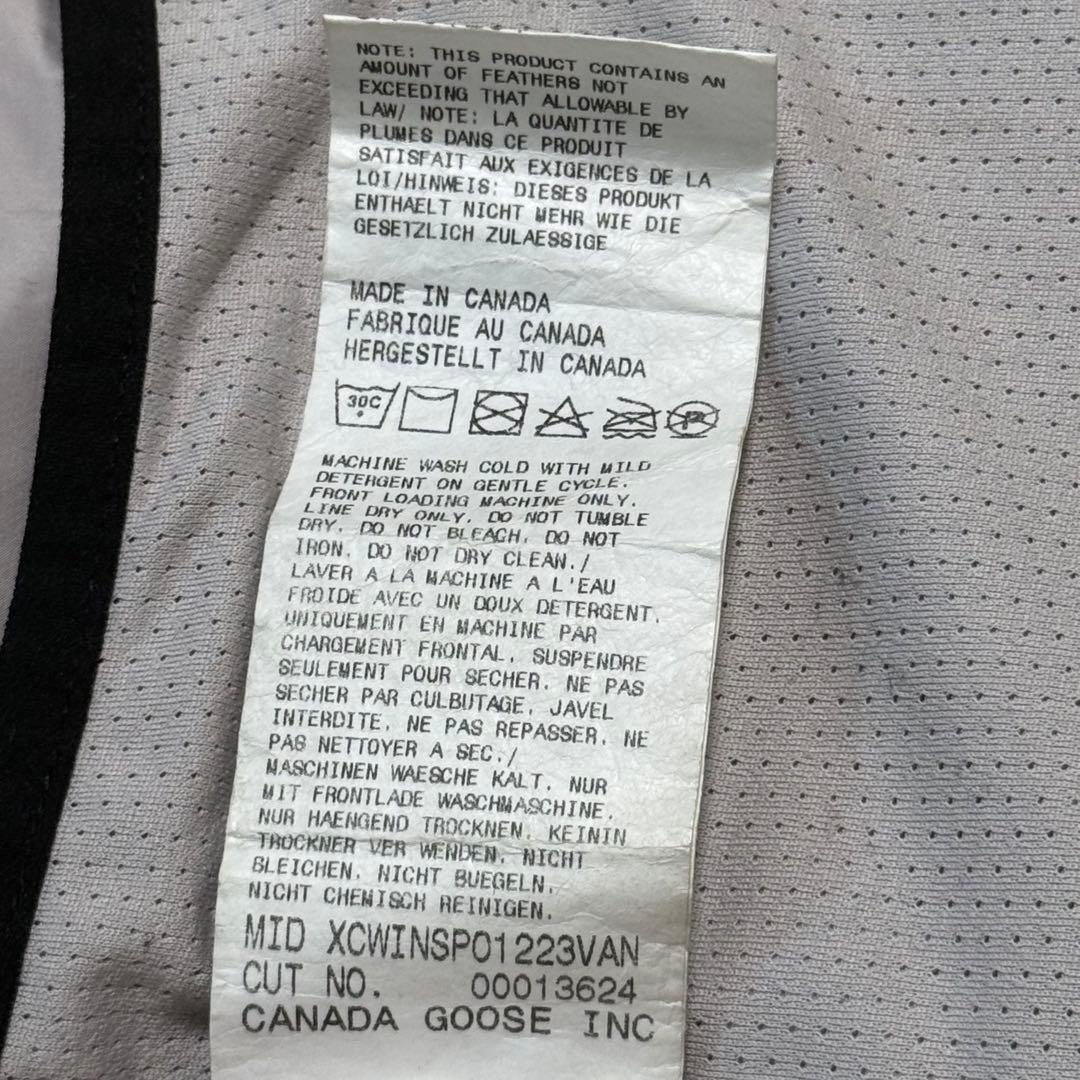 NOTE: THIS PRODUCT CONTAINS AN
AMOUNT OF FEATHERS NOT
EXCEEDING THAT ALLOWABLE BY
LAW/ NOTE: LA QUANTITE DE
PLUMES DANS CE PRODUIT
SATISFAIT AUX EXIGENCES DE LA
LOI/HINWEIS: DIESES PRODUKT
ENTHAELT NICHT MEHR WIE DIE
GESETZLICH ZULAESSIGE
MADE IN CANADA
FABRIQUE AU CANADA
HERGESTELLT IN CANADA
30C P
MACHINE WASH COLD WITH MILD
DETERGENT ON GENTLE CYCLE.
FRONT LOADING MACHINE ONLY.
LINE DRY ONLY. DO NOT TUMBLE
DRY. DO NOT BLEACH. DO NOT
IRON. DO NOT DRY CLEAN./
LAVER A LA MACHINE A L'EAU
FROIDE AVEC UN DOUX DETERGENT.
UNIQUEMENT EN MACHINE PAR
CHARGEMENT FRONTAL. SUSPENDRE
SEULEMENT POUR SECHER. NE PAS
SECHER PAR CULBUTAGE. JAVEL
INTERDITE. NE PAS REPASSER. NE
PAS NETTOYER A SEC./
MASCHINEN WAESCHE KALT. NUR
MIT FRONTLADE WASCHMASCHINE.
NUR HAENGEND TROCKNEN. KEININ
TROCKNER VER WENDEN. NICHT
BLEICHEN. NICHT BUEGELN.
NICHT CHEMISCH REINIGEN.
MID XCWINSPO1223VAN
CUT NO. 00013624
CANADA GOOSE INC